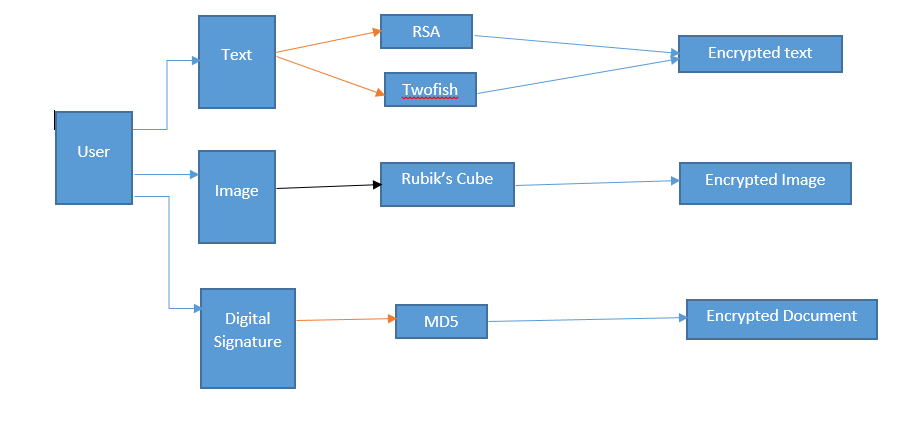 Text
RSA
Encrypted text
Twofish
User
Image
Rubik’s Cube
Encrypted Image
Digital
Signature
MD5
Encrypted Document